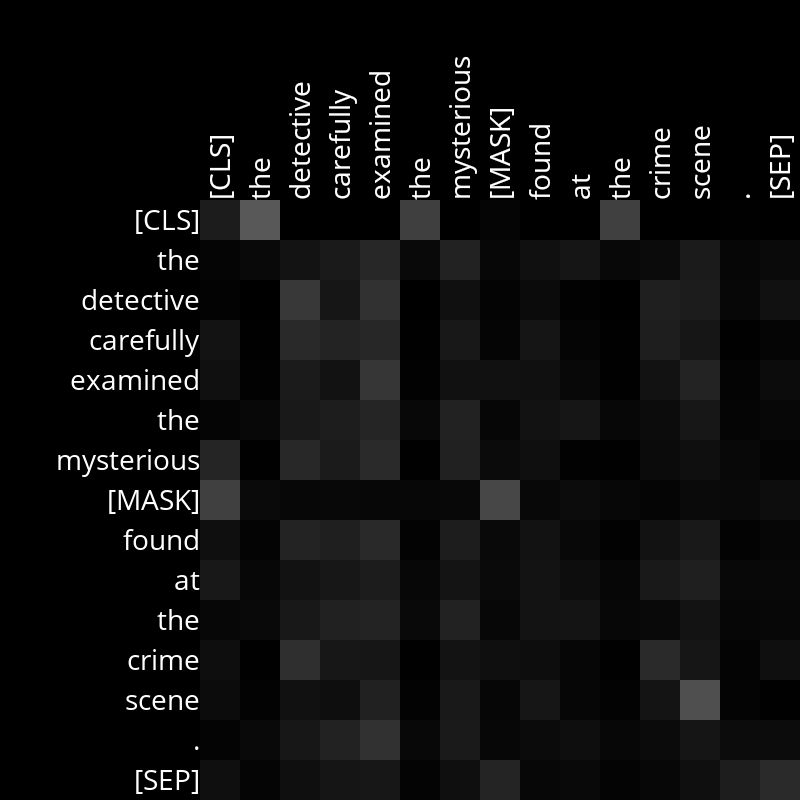 [CLS]
the
detective
carefully
examined
the
mysterious
[MASK]
found
at
the
crime
scene
.
[SEP]
[CLS]
the
detective
carefully
examined
the
mysterious
[MASK]
found
at
the
crime
scene
.
[SEP]